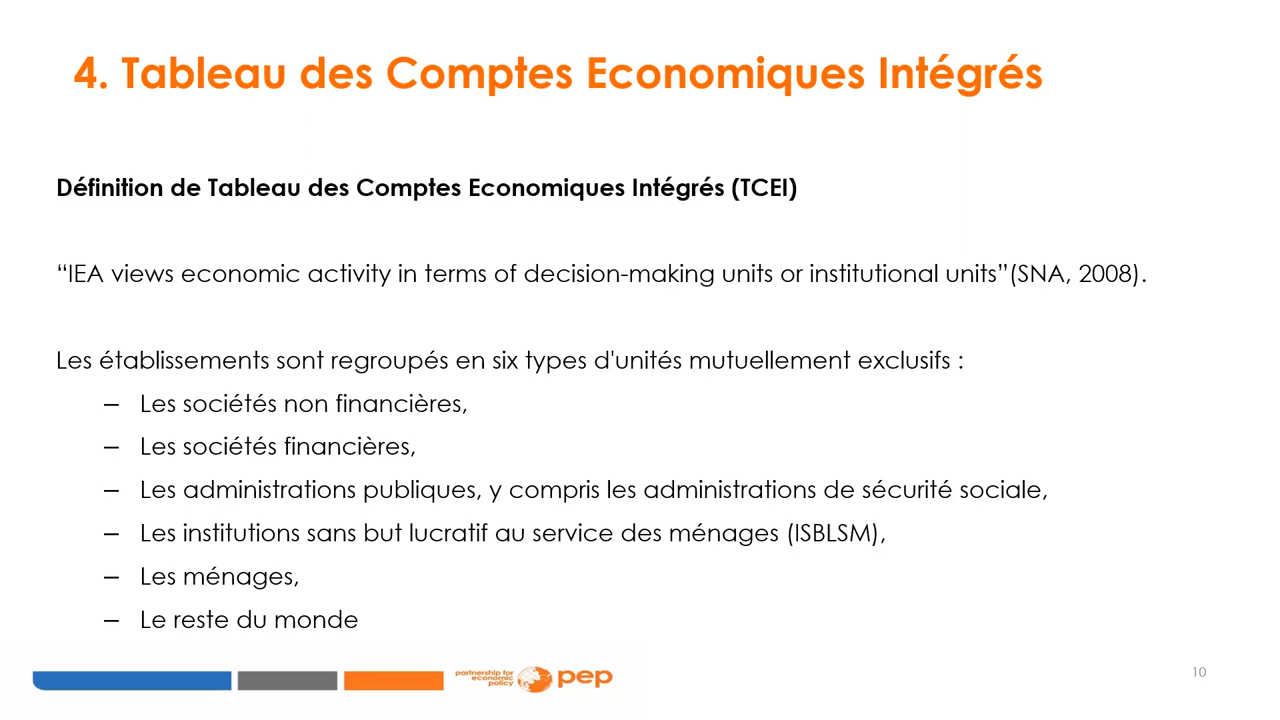 4. Tableau des Comptes Economiques Intégrés
Définition de Tableau des Comptes Economiques Intégrés (TCEI)
“IEA views economic activity in terms of decision-making units or institutional units”(SNA, 2008).
Les établissements sont regroupés en six types d'unités mutuellement exclusifs :
– Les sociétés non financières,
– Les sociétés financières,
– Les administrations publiques, y compris les administrations de sécurité sociale,
– Les institutions sans but lucratif au service des ménages (ISBLSM),
– Les ménages,
– Le reste du monde
partnership for
economic
policy
pep
10